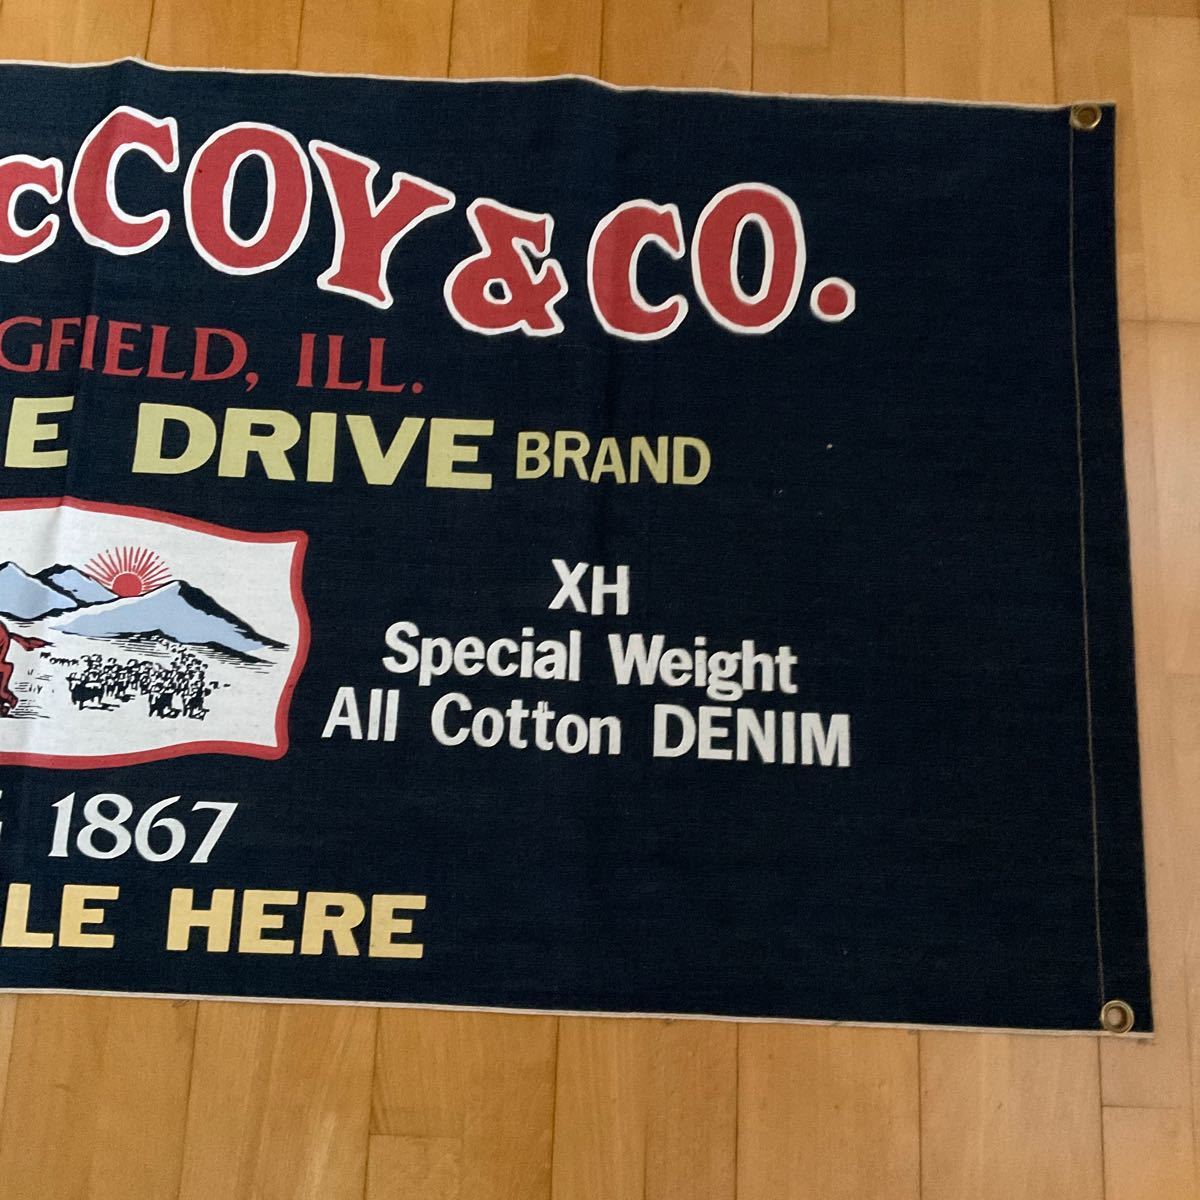 cCOY & CO.
GFIELD, ILL.
E DRIVE BRAND
XH
Special Weight
All Cotton DENIM
1867
LE HERE